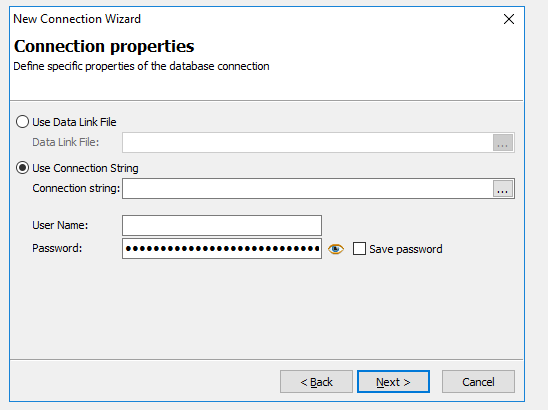 New Connection Wizard
Connection properties
Define specific properties of the database connection
Use Data Link File
Data Link File:
...
Use Connection String
Connection string:
...
User Name:
Password:
Save password
< Back
Next >
Cancel